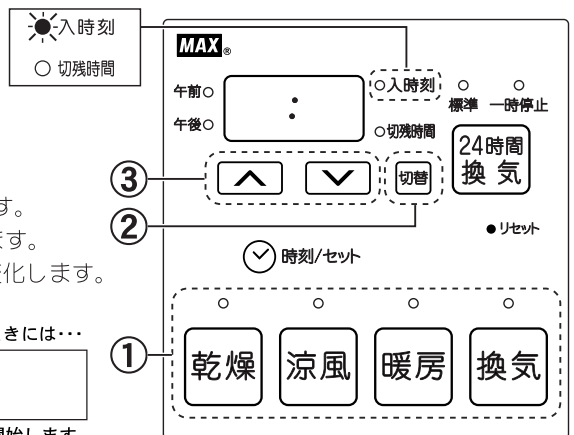 入時刻
切残時間
MAX®
午前
午後
:
入時刻
切残時間
標準 一時停止
24時間
換気
③
②
切替
リセット
時刻/セット
す。
ます。
化します。
きには・・・
①
乾燥 涼風 暖房 換気